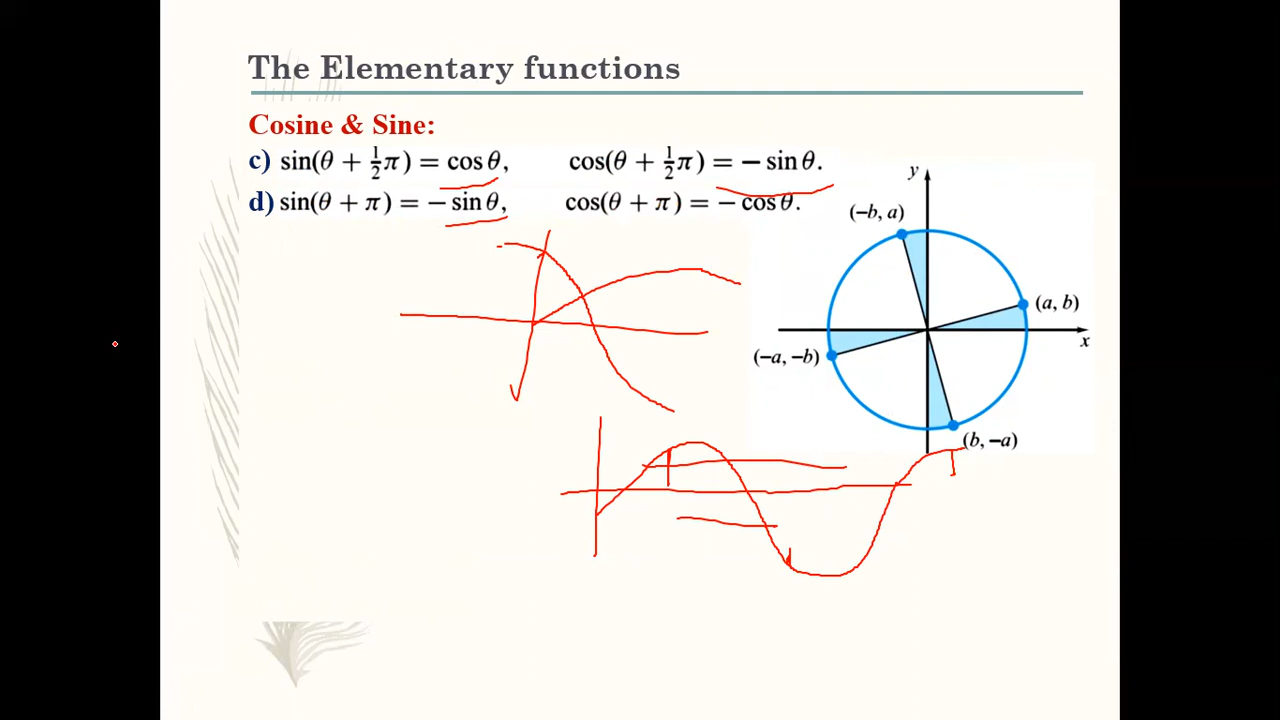 The Elementary functions
Cosine & Sine:
c) sin(θ + ½π) = cos θ, cos(θ + ½π) = − sin θ.
d) sin(θ + π) = − sin θ, cos(θ + π) = − cos θ.
y
(−b, a)
(a, b)
x
(−a, −b)
(b, −a)